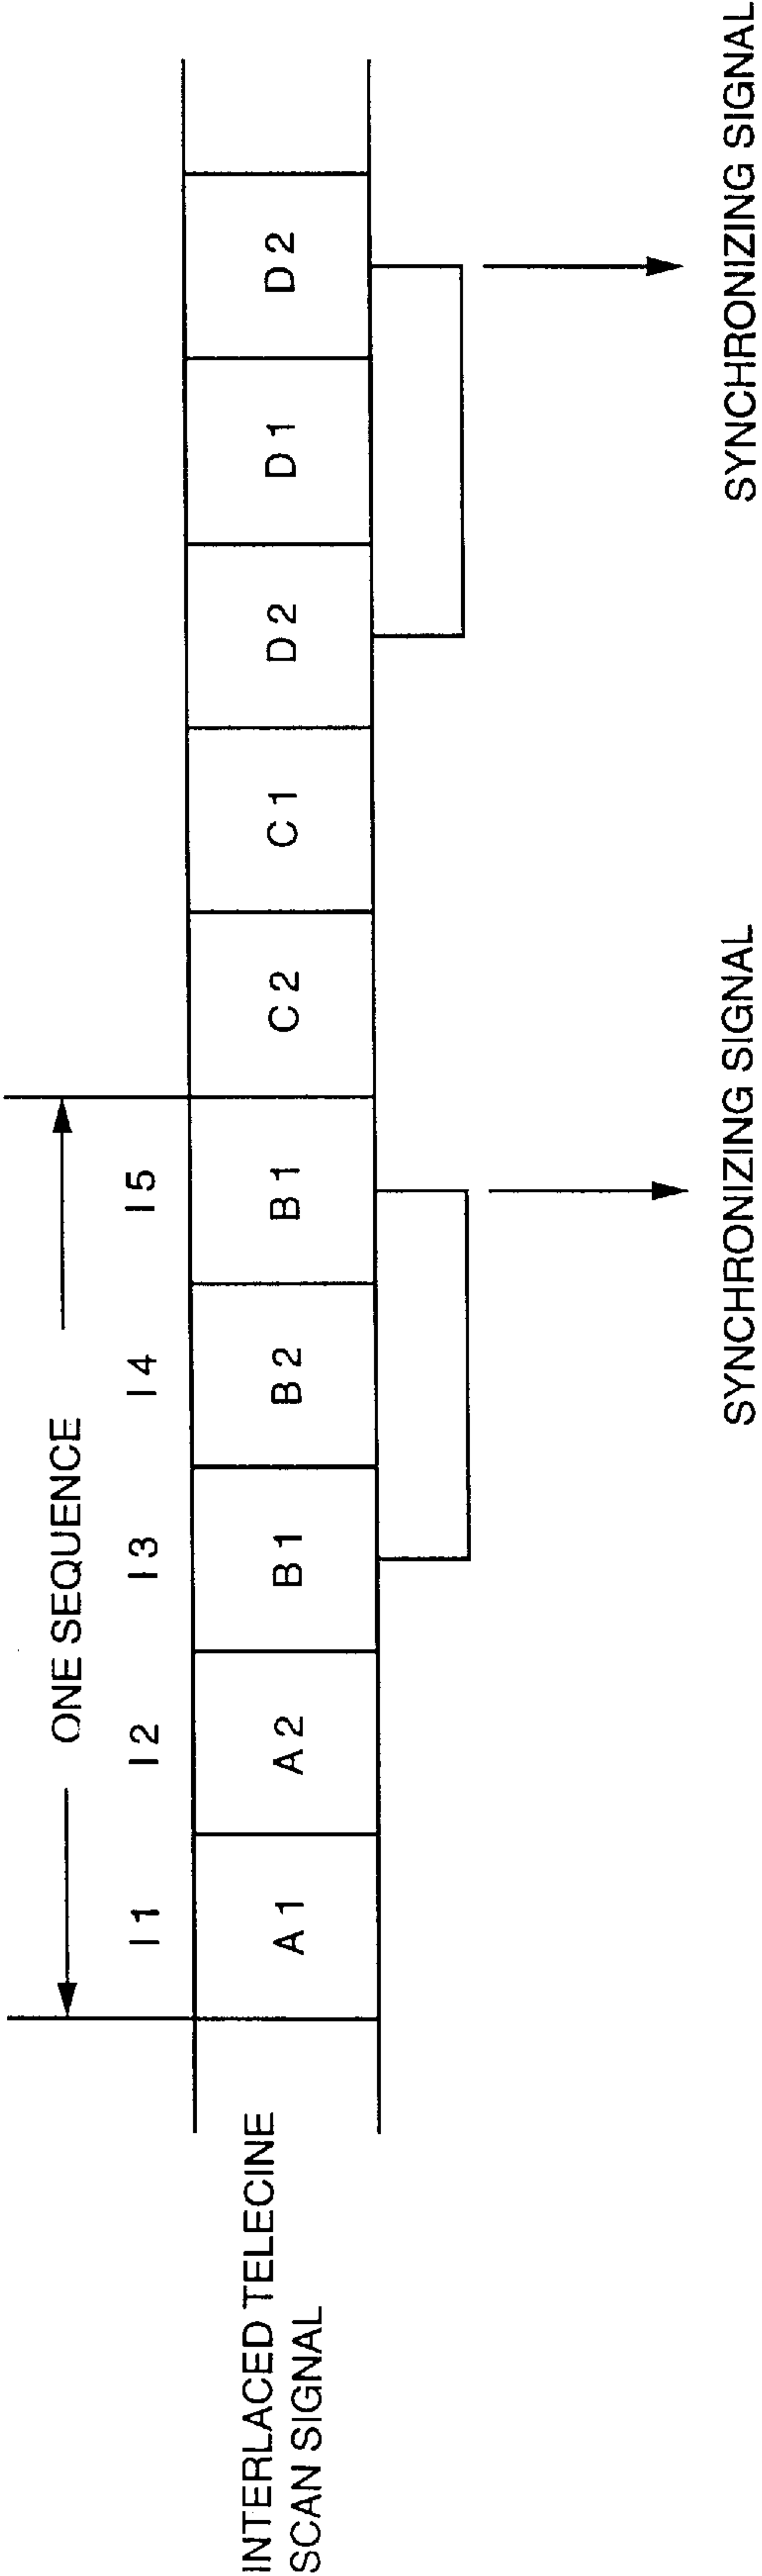 ONE SEQUENCE
I1 I2 I3 I4 I5
INTERLACED TELECINE
SCAN SIGNAL
A1 A2 B1 B2 B1 C2 C1 D2 D1 D2
SYNCHRONIZING SIGNAL
SYNCHRONIZING SIGNAL